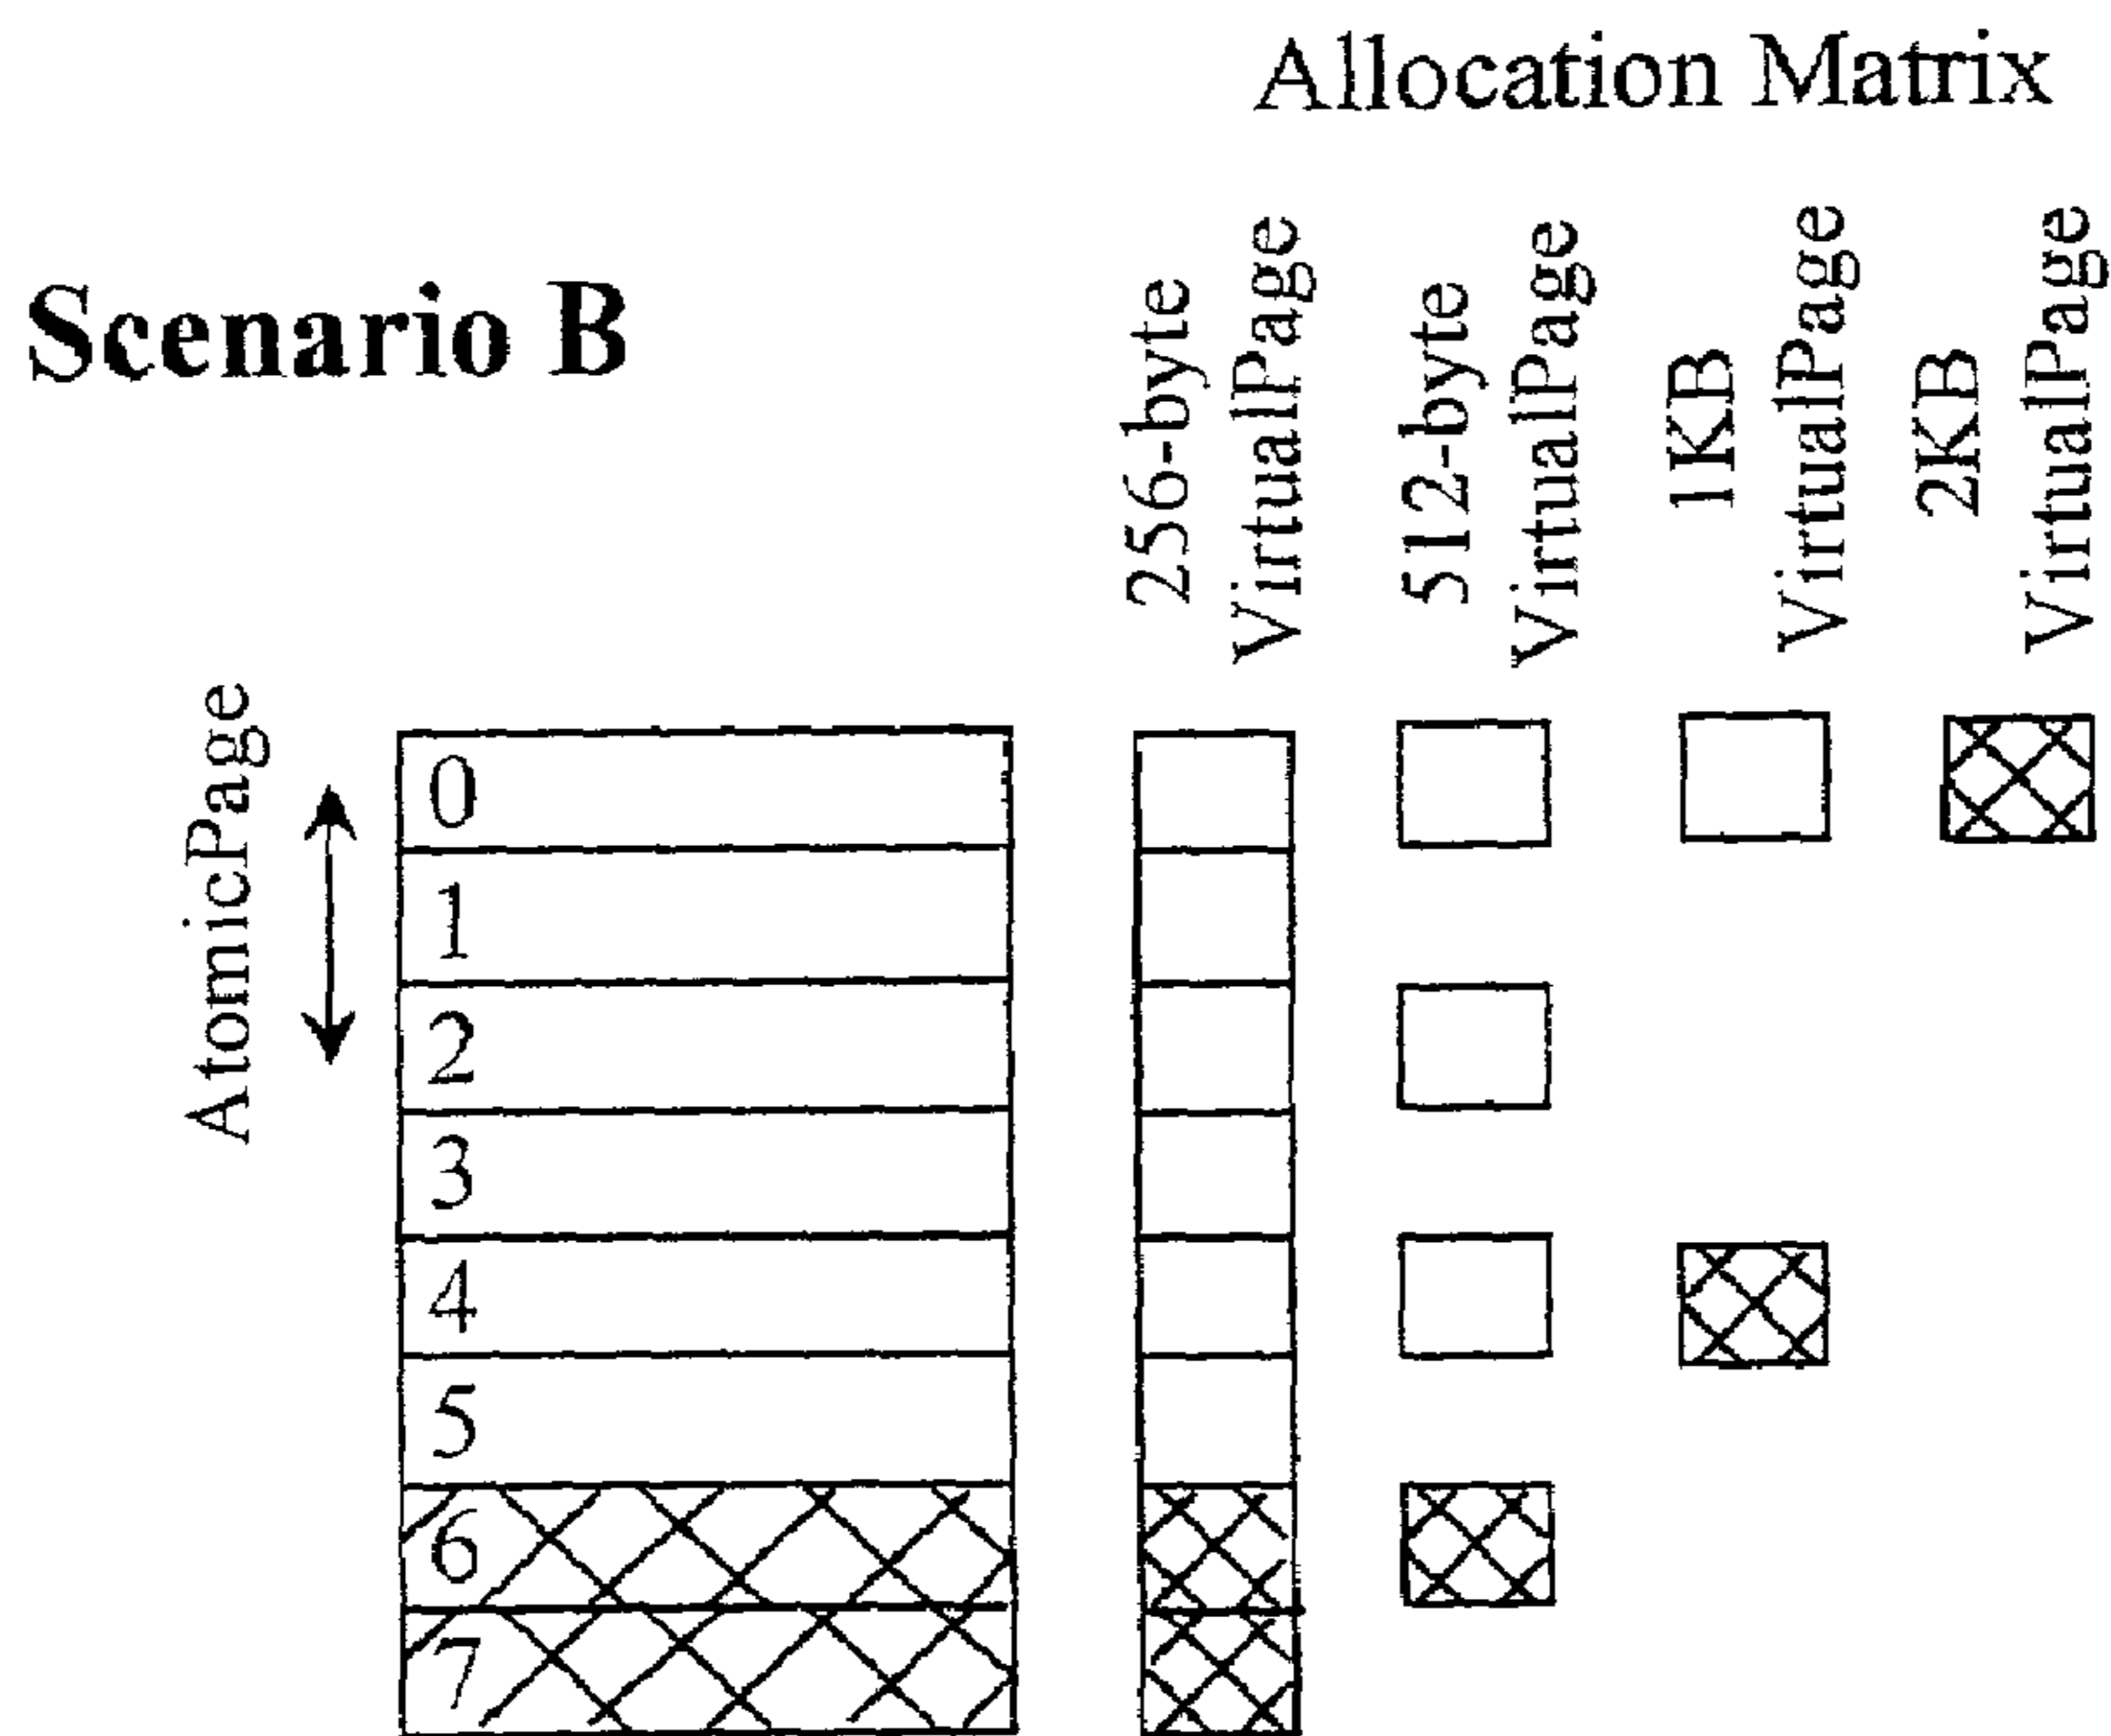 Allocation Matrix
Scenario B
256-byte
VirtualPage
512-byte
VirtualPage
1KB
VirtualPage
2KB
VirtualPage
AtomicPage
0
1
2
3
4
5
6
7